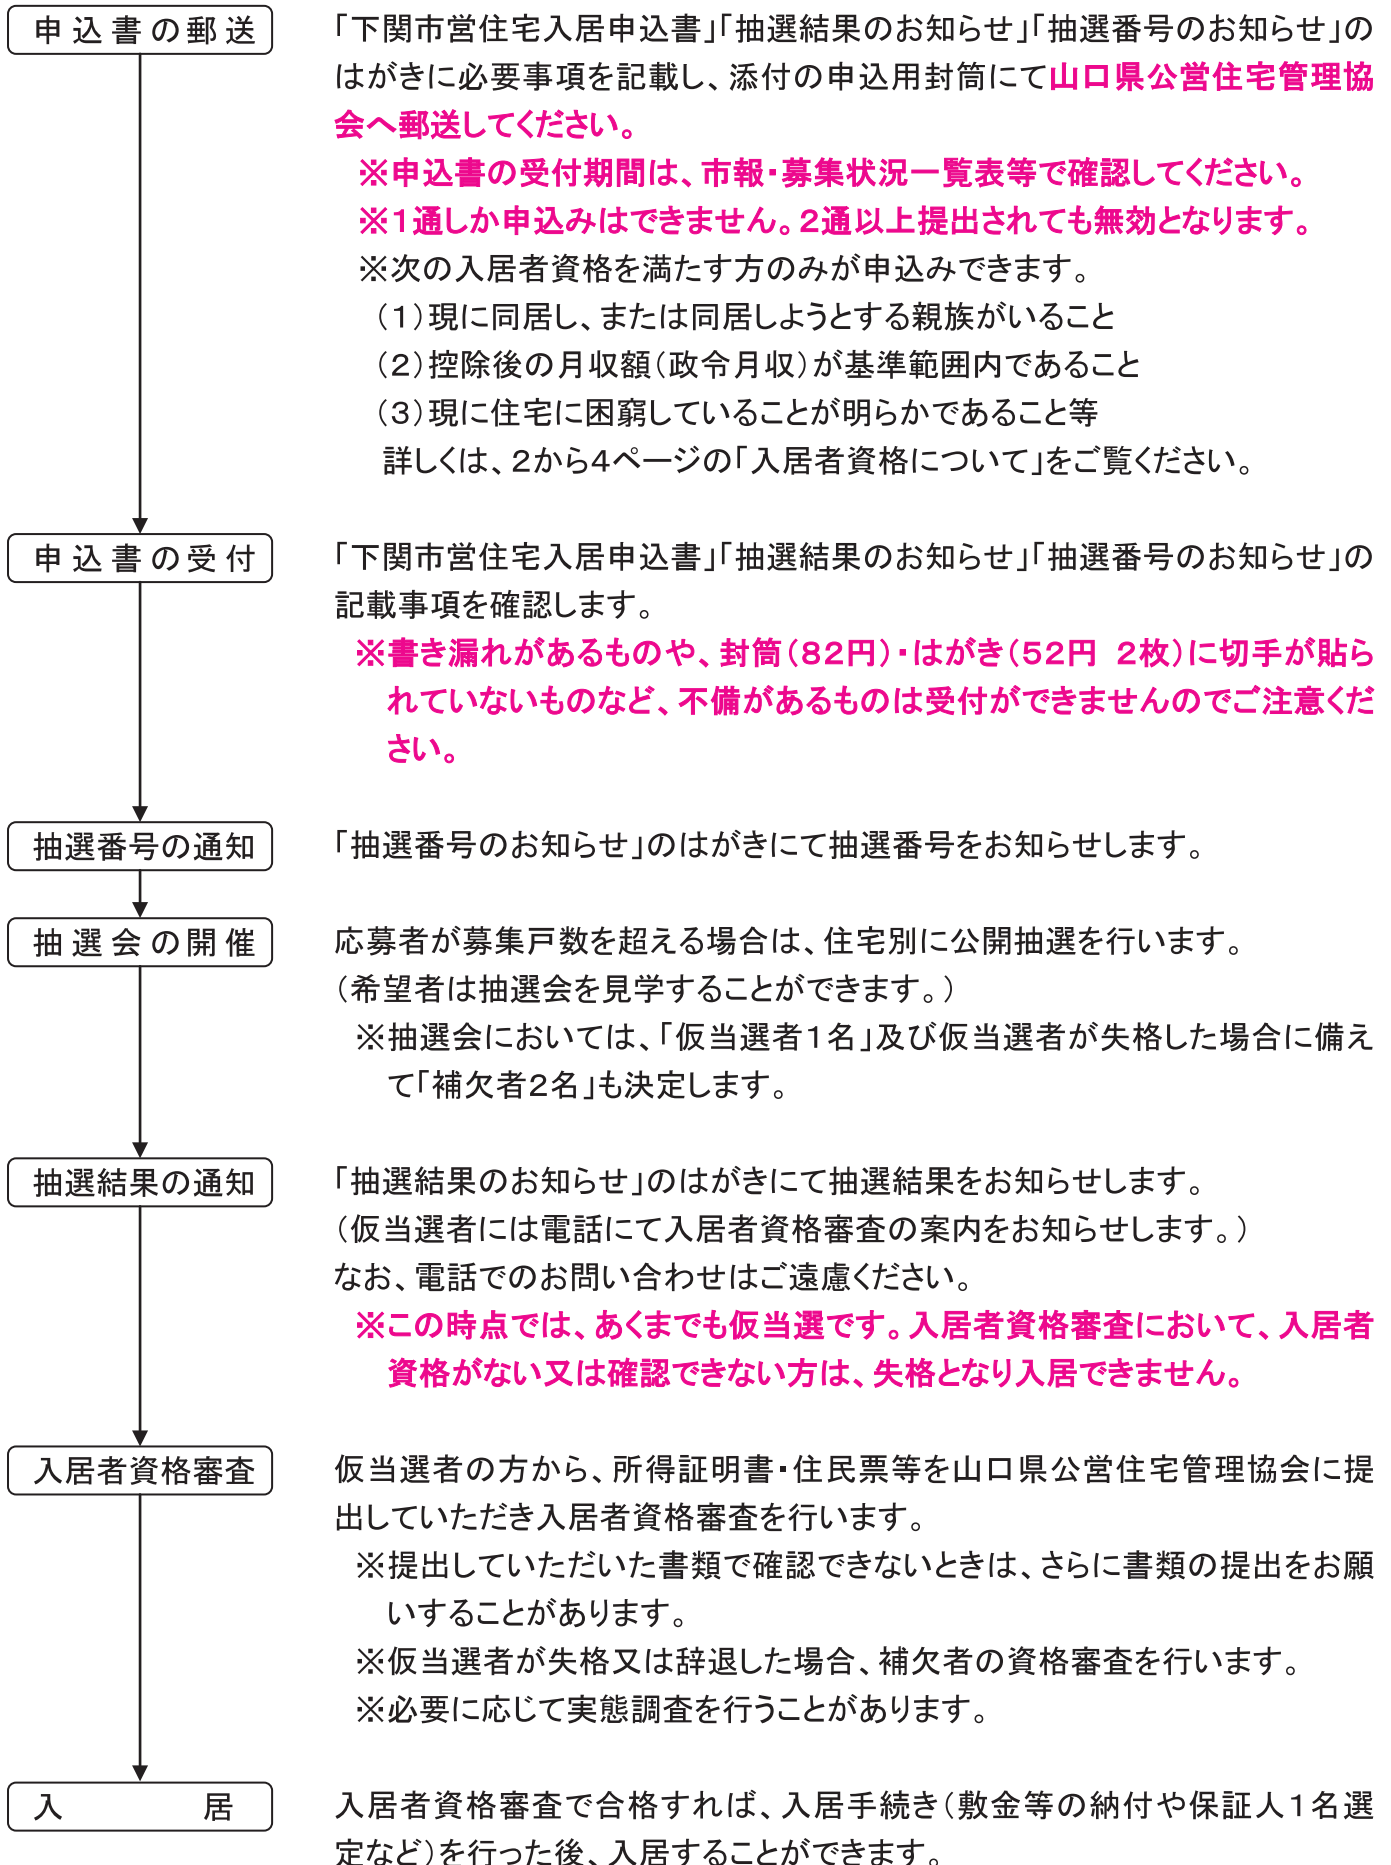 申込書の郵送
「下関市営住宅入居申込書」「抽選結果のお知らせ」「抽選番号のお知らせ」の
はがきに必要事項を記載し、添付の申込用封筒にて山口県公営住宅管理協
会へ郵送してください。
※申込書の受付期間は、市報・募集状況一覧表等で確認してください。
※1通しか申込みはできません。2通以上提出されても無効となります。
※次の入居者資格を満たす方のみが申込みできます。
（1）現に同居し、または同居しようとする親族がいること
（2）控除後の月収額（政令月収）が基準範囲内であること
（3）現に住宅に困窮していることが明らかであること等
詳しくは、2から4ページの「入居者資格について」をご覧ください。
申込書の受付
「下関市営住宅入居申込書」「抽選結果のお知らせ」「抽選番号のお知らせ」の
記載事項を確認します。
※書き漏れがあるものや、封筒（82円）・はがき（52円 2枚）に切手が貼ら
れていないものなど、不備があるものは受付ができませんのでご注意くだ
さい。
抽選番号の通知
「抽選番号のお知らせ」のはがきにて抽選番号をお知らせします。
抽選会の開催
応募者が募集戸数を超える場合は、住宅別に公開抽選を行います。
（希望者は抽選会を見学することができます。）
※抽選会においては、「仮当選者1名」及び仮当選者が失格した場合に備え
て「補欠者2名」も決定します。
抽選結果の通知
「抽選結果のお知らせ」のはがきにて抽選結果をお知らせします。
（仮当選者には電話にて入居者資格審査の案内をお知らせします。）
なお、電話でのお問い合わせはご遠慮ください。
※この時点では、あくまでも仮当選です。入居者資格審査において、入居者
資格がない又は確認できない方は、失格となり入居できません。
入居者資格審査
仮当選者の方から、所得証明書・住民票等を山口県公営住宅管理協会に提
出していただき入居者資格審査を行います。
※提出していただいた書類で確認できないときは、さらに書類の提出をお願
いすることがあります。
※仮当選者が失格又は辞退した場合、補欠者の資格審査を行います。
※必要に応じて実態調査を行うことがあります。
入　居
入居者資格審査で合格すれば、入居手続き（敷金等の納付や保証人1名選
定など）を行った後、入居することができます。